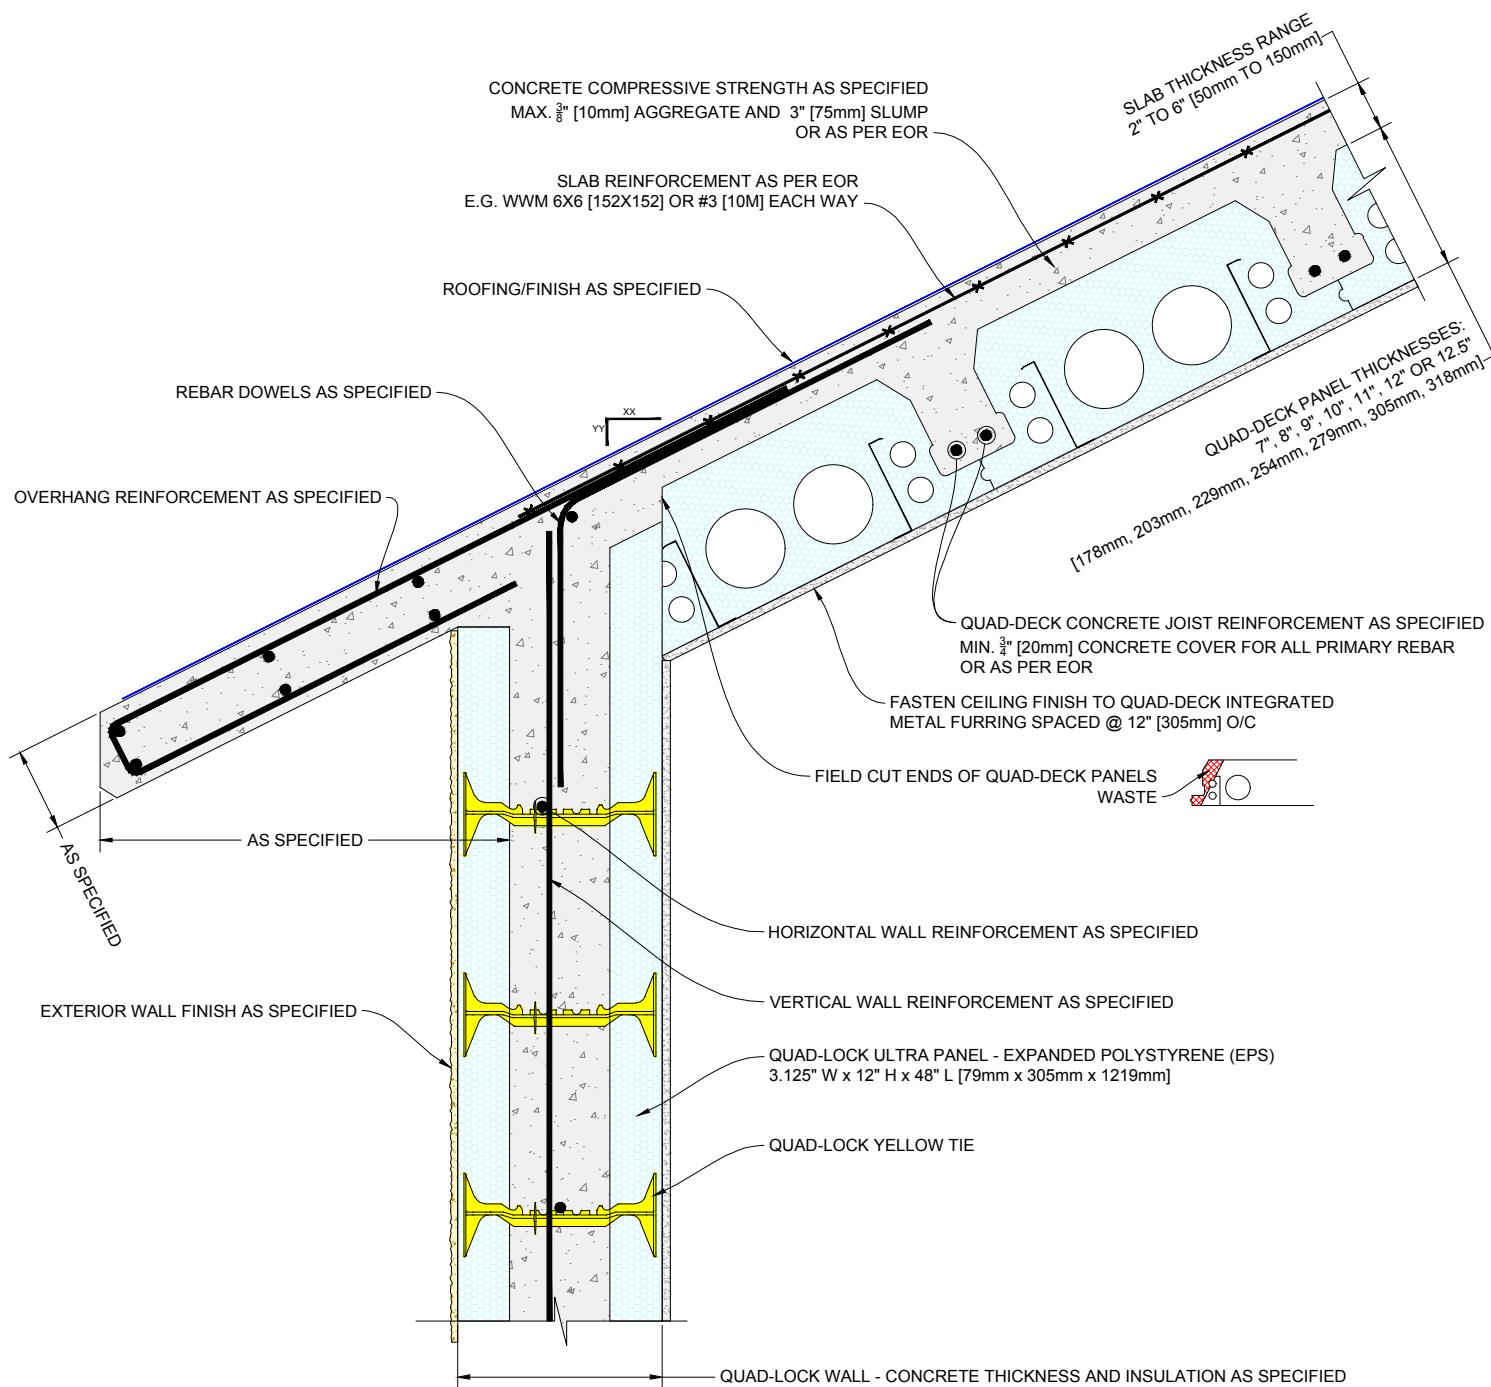 SLAB THICKNESS RANGE
2" TO 6" [50mm TO 150mm]
CONCRETE COMPRESSIVE STRENGTH AS SPECIFIED
MAX. 3/8" [10mm] AGGREGATE AND 3" [75mm] SLUMP
OR AS PER EOR
SLAB REINFORCEMENT AS PER EOR
E.G. WWM 6X6 [152X152] OR #3 [10M] EACH WAY
ROOFING/FINISH AS SPECIFIED
QUAD-DECK PANEL THICKNESSES:
7", 8", 9", 10", 11", 12" OR 12.5"
[178mm, 203mm, 229mm, 254mm, 279mm, 305mm, 318mm]
REBAR DOWELS AS SPECIFIED
XX
YY
OVERHANG REINFORCEMENT AS SPECIFIED
QUAD-DECK CONCRETE JOIST REINFORCEMENT AS SPECIFIED
MIN. 3/4" [20mm] CONCRETE COVER FOR ALL PRIMARY REBAR
OR AS PER EOR
FASTEN CEILING FINISH TO QUAD-DECK INTEGRATED
METAL FURRING SPACED @ 12" [305mm] O/C
FIELD CUT ENDS OF QUAD-DECK PANELS
WASTE
AS SPECIFIED
AS SPECIFIED
HORIZONTAL WALL REINFORCEMENT AS SPECIFIED
VERTICAL WALL REINFORCEMENT AS SPECIFIED
EXTERIOR WALL FINISH AS SPECIFIED
QUAD-LOCK ULTRA PANEL - EXPANDED POLYSTYRENE (EPS)
3.125" W x 12" H x 48" L [79mm x 305mm x 1219mm]
QUAD-LOCK YELLOW TIE
QUAD-LOCK WALL - CONCRETE THICKNESS AND INSULATION AS SPECIFIED